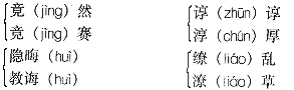 竟（jìng）然 谆（zhūn）谆
竞（jìng）赛 淳（chún）厚
隐晦（huì） 缭（liáo）乱
教诲（huì） 潦（liáo）草